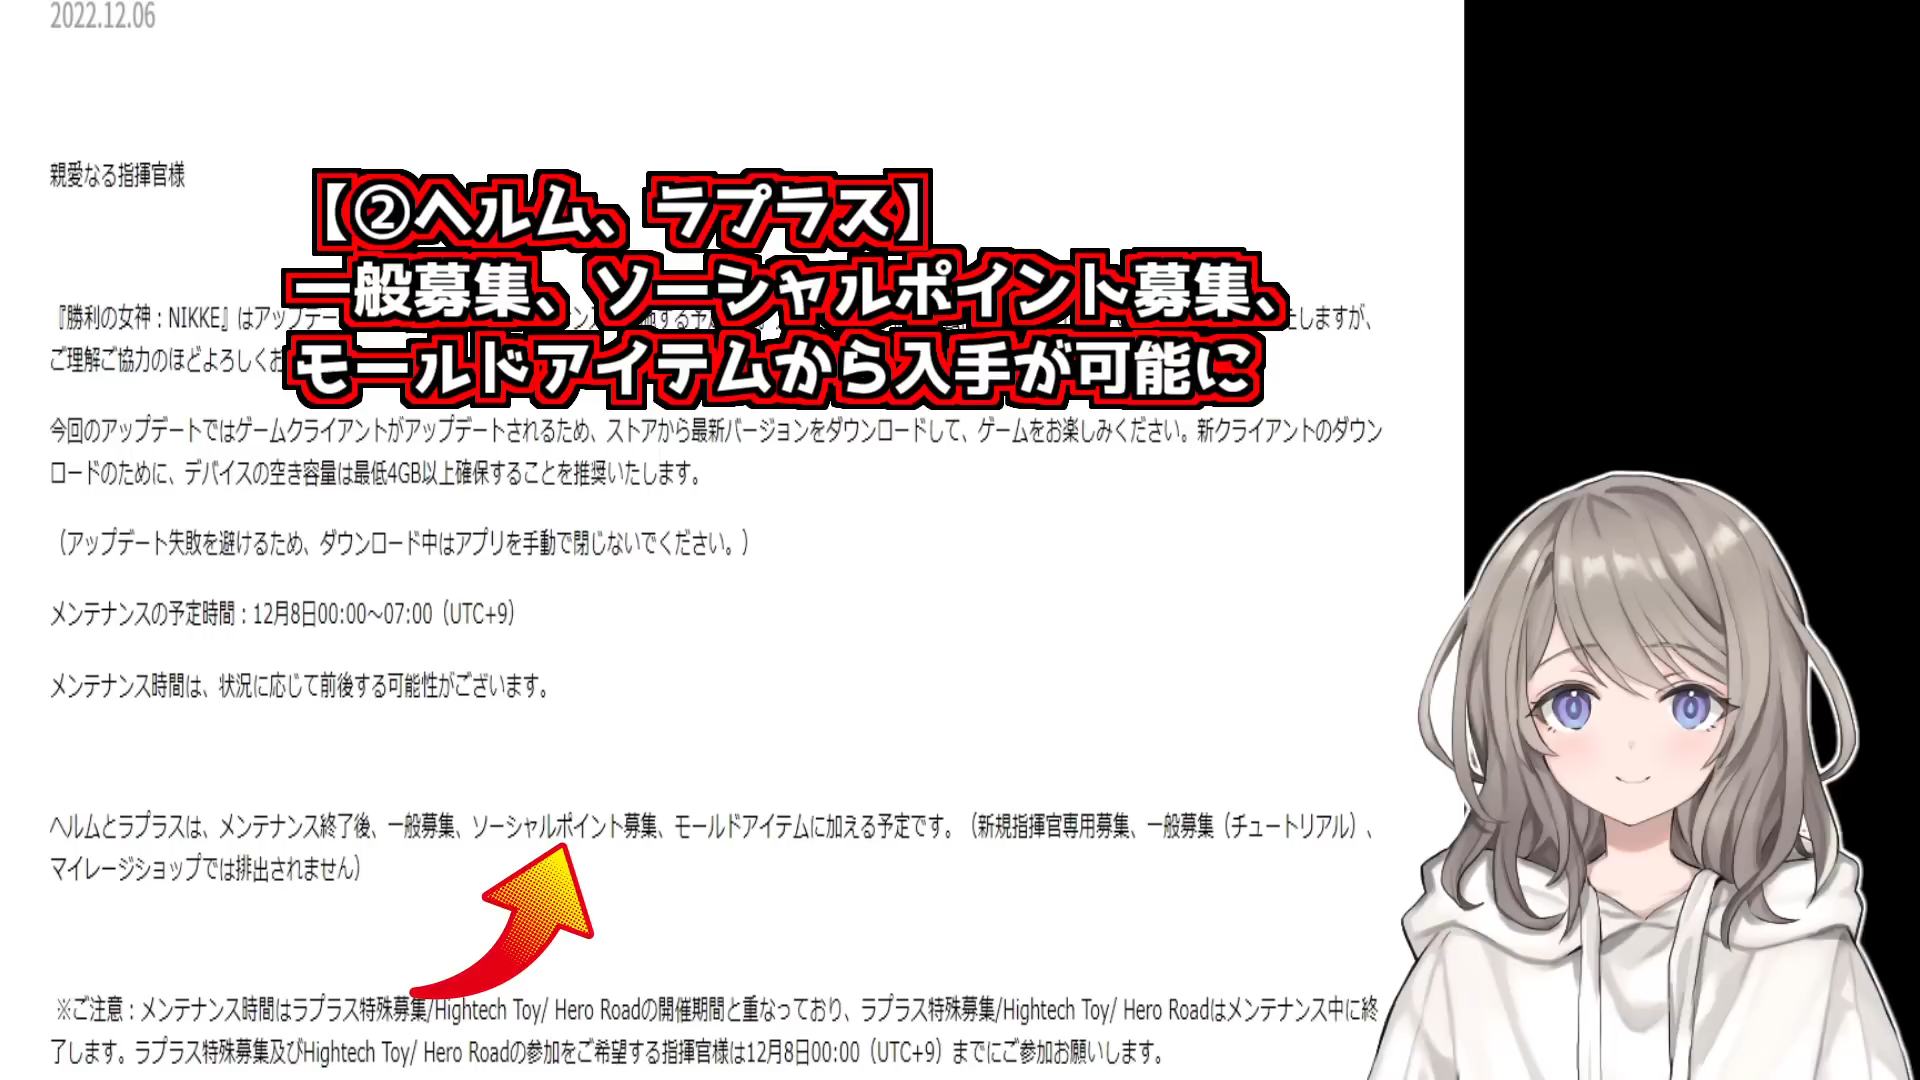 2022.12.06
親愛なる指揮官様
【②ヘルム、ラプラス】
一般募集、ソーシャルポイント募集、
モールドアイテムから入手が可能に
『勝利の女神：NIKKE』はアップデー
たしますが、
ご理解ご協力のほどよろしくお
今回のアップデートではゲームクライアントがアップデートされるため、ストアから最新バージョンをダウンロードして、ゲームをお楽しみください。新クライアントのダウン
ロードのために、デバイスの空き容量は最低4GB以上確保することを推奨いたします。
（アップデート失敗を避けるため、ダウンロード中はアプリを手動で閉じないでください。）
メンテナンスの予定時間：12月8日00:00～07:00（UTC+9）
メンテナンス時間は、状況に応じて前後する可能性がございます。
ヘルムとラプラスは、メンテナンス終了後、一般募集、ソーシャルポイント募集、モールドアイテムに加える予定です。（新規指揮官専用募集、一般募集（チュートリアル）、
マイレージショップでは排出されません）
※ご注意：メンテナンス時間はラプラス特殊募集/Hightech Toy/ Hero Roadの開催期間と重なっており、ラプラス特殊募集/Hightech Toy/ Hero Roadはメンテナンス中に終
了します。ラプラス特殊募集及びHightech Toy/ Hero Roadの参加をご希望する指揮官様は12月8日00:00（UTC+9）までにご参加お願いします。